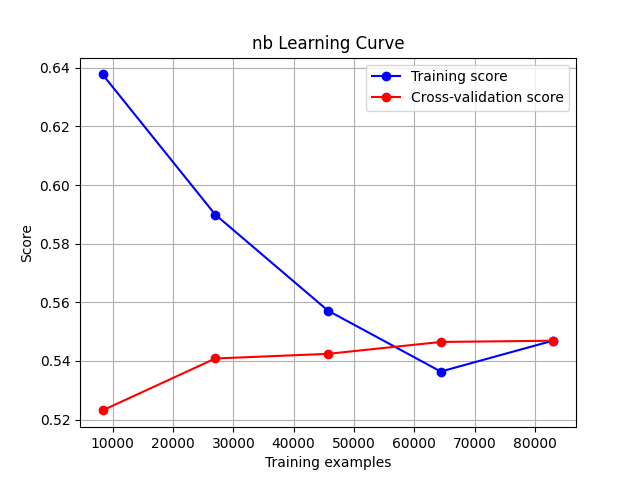 nb Learning Curve
Training score
Cross-validation score
0.64
0.62
0.60
0.58
0.56
0.54
0.52
Score
10000 20000 30000 40000 50000 60000 70000 80000
Training examples